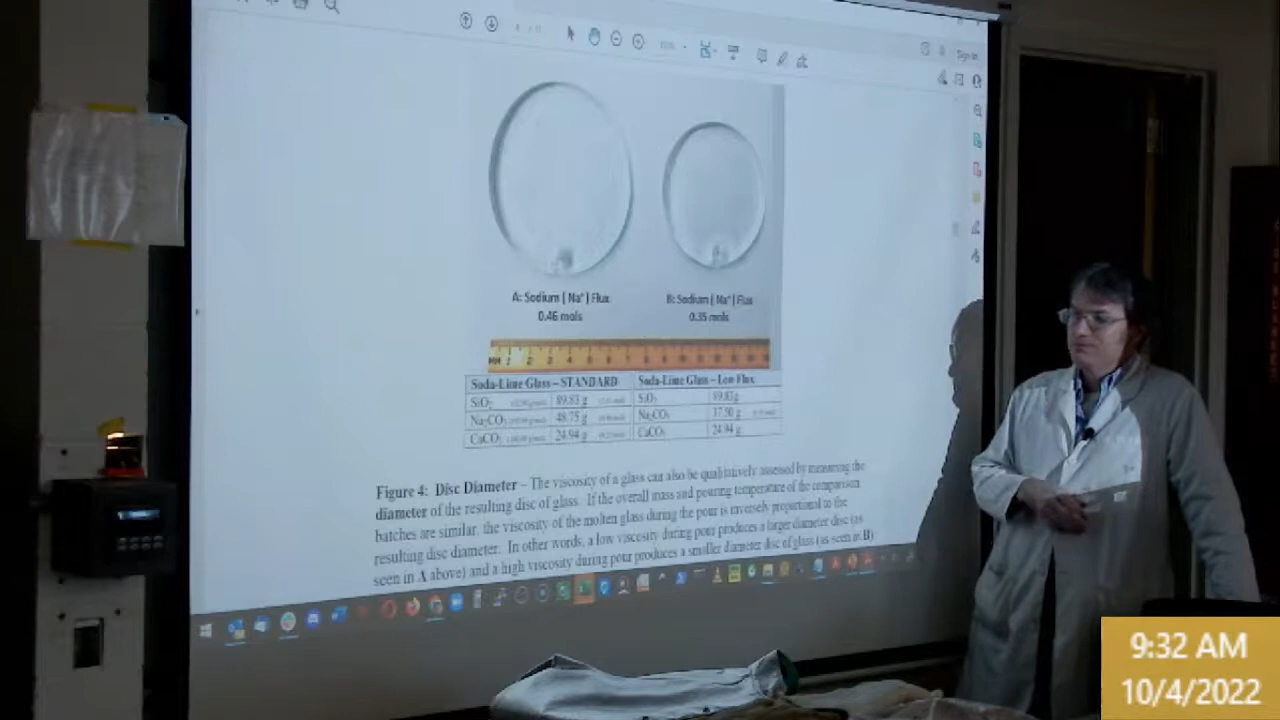 Sign In
A: Sodium ( Na⁺ ) Flux
0.46 mols
B: Sodium ( Na⁺ ) Flux
0.35 mols
Soda-Lime Glass – STANDARD
Soda-Lime Glass – Low Flux
SiO₂ 89.83 g
SiO₂ 89.83 g
Na₂CO₃ 48.75 g
Na₂CO₃ 37.50 g
CaCO₃ 24.94 g
CaCO₃ 24.94 g
Figure 4: Disc Diameter – The viscosity of a glass can also be qualitatively assessed by measuring the
diameter of the resulting disc of glass. If the overall mass and pouring temperature of the comparison
batches are similar, the viscosity of the molten glass during the pour is inversely proportional to the
resulting disc diameter. In other words, a low viscosity during pour produces a larger diameter disc (as
seen in A above) and a high viscosity during pour produces a smaller diameter disc of glass (as seen in B)
9:32 AM
10/4/2022